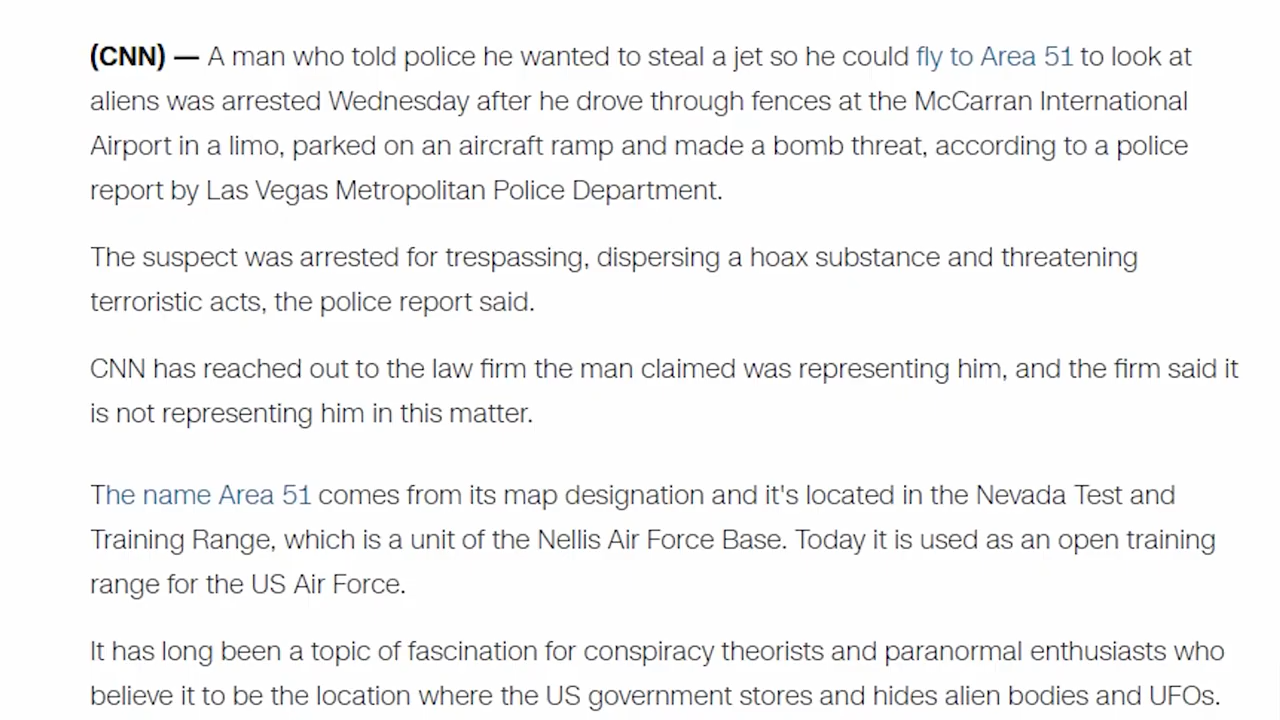 (CNN) — A man who told police he wanted to steal a jet so he could fly to Area 51 to look at
aliens was arrested Wednesday after he drove through fences at the McCarran International
Airport in a limo, parked on an aircraft ramp and made a bomb threat, according to a police
report by Las Vegas Metropolitan Police Department.
The suspect was arrested for trespassing, dispersing a hoax substance and threatening
terroristic acts, the police report said.
CNN has reached out to the law firm the man claimed was representing him, and the firm said it
is not representing him in this matter.
The name Area 51 comes from its map designation and it's located in the Nevada Test and
Training Range, which is a unit of the Nellis Air Force Base. Today it is used as an open training
range for the US Air Force.
It has long been a topic of fascination for conspiracy theorists and paranormal enthusiasts who
believe it to be the location where the US government stores and hides alien bodies and UFOs.